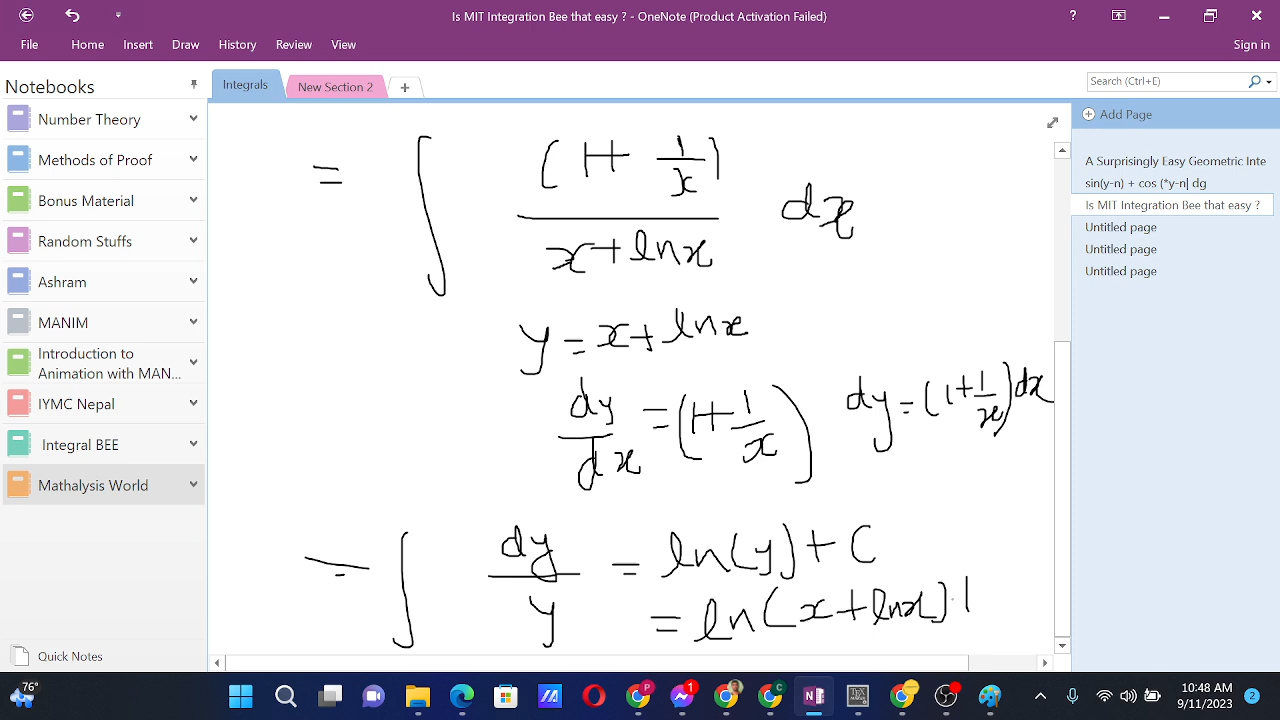 Is MIT Integration Bee that easy ? - OneNote (Product Activation Failed)
File Home Insert Draw History Review View
Sign in
Notebooks
Number Theory
Methods of Proof
Bonus Material
Random Stuffs
Ashram
MANIM
Introduction to
Animation with MAN...
IYMC Nepal
Integral BEE
Mathalysis World
Quick Notes
Integrals New Section 2
= ∫ (1+ 1/x) / (x+lnx) dx
y = x+lnx
dy/dx = (1+1/x) dy = (1+1/x)dx
= ∫ dy/y = ln(y)+C
= ln(x+lnx)
Search (Ctrl+E)
Add Page
A Surprisingly Easy Geometric Inte
sin(y-n) + cos (*y-n| dg
Is MIT Integration Bee that easy ?
Untitled page
Untitled page
Untitled page
76°
10:46 AM
9/11/2023